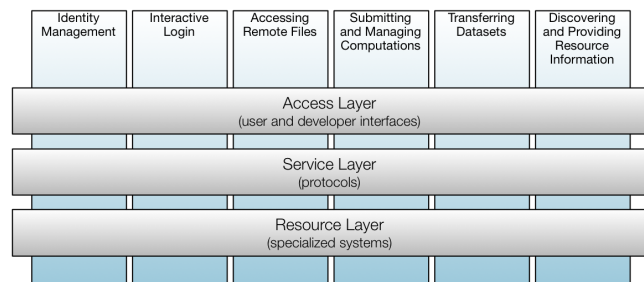 Identity
Management
Interactive
Login
Accessing
Remote Files
Submitting
and Managing
Computations
Transferring
Datasets
Discovering
and Providing
Resource
Information
Access Layer
(user and developer interfaces)
Service Layer
(protocols)
Resource Layer
(specialized systems)